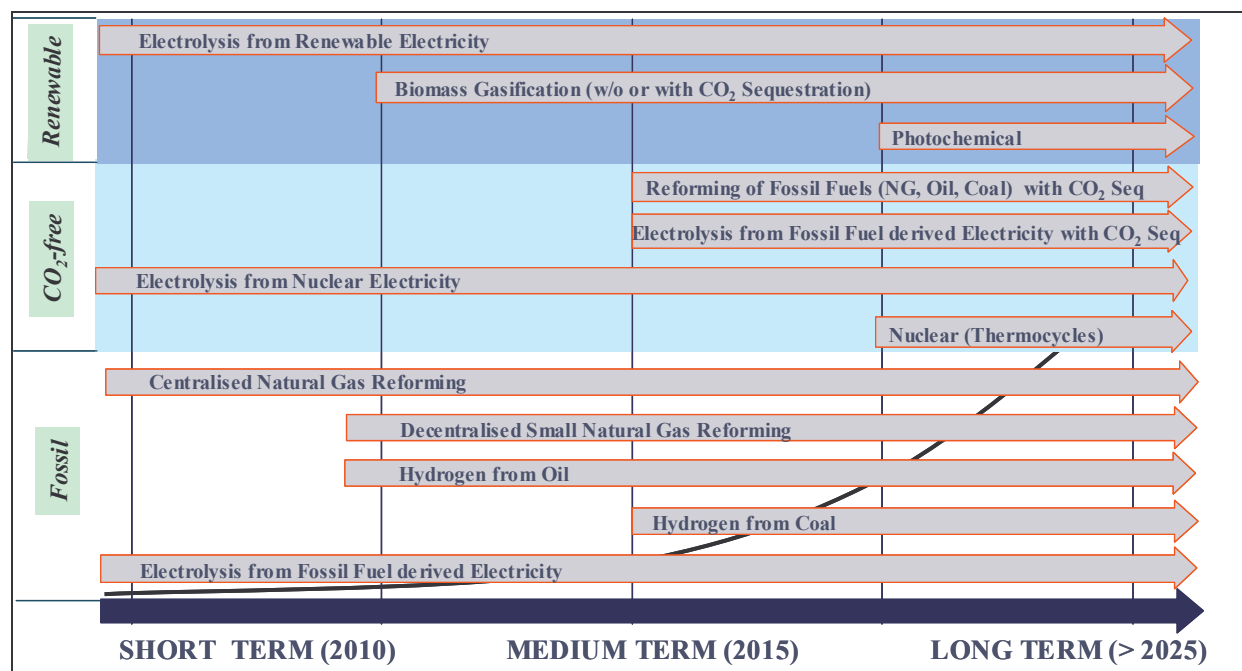 Renewable
Electrolysis from Renewable Electricity
Biomass Gasification (w/o or with CO₂ Sequestration)
Photochemical
CO₂-free
Reforming of Fossil Fuels (NG, Oil, Coal) with CO₂ Seq
Electrolysis from Fossil Fuel derived Electricity with CO₂ Seq
Electrolysis from Nuclear Electricity
Nuclear (Thermocycles)
Fossil
Centralised Natural Gas Reforming
Decentralised Small Natural Gas Reforming
Hydrogen from Oil
Hydrogen from Coal
Electrolysis from Fossil Fuel derived Electricity
SHORT TERM (2010) MEDIUM TERM (2015) LONG TERM (> 2025)